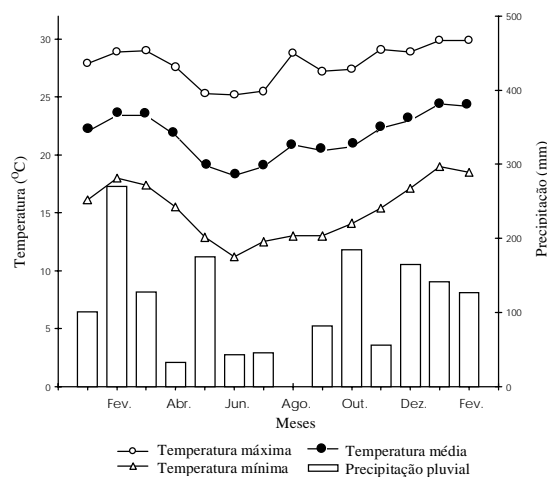 30
25
20
15
10
5
0
Temperatura (ºC)
500
400
300
200
100
0
Precipitação (mm)
Fev. Abr. Jun. Ago. Out. Dez. Fev.
Meses
Temperatura máxima Temperatura média
Temperatura mínima Precipitação pluvial